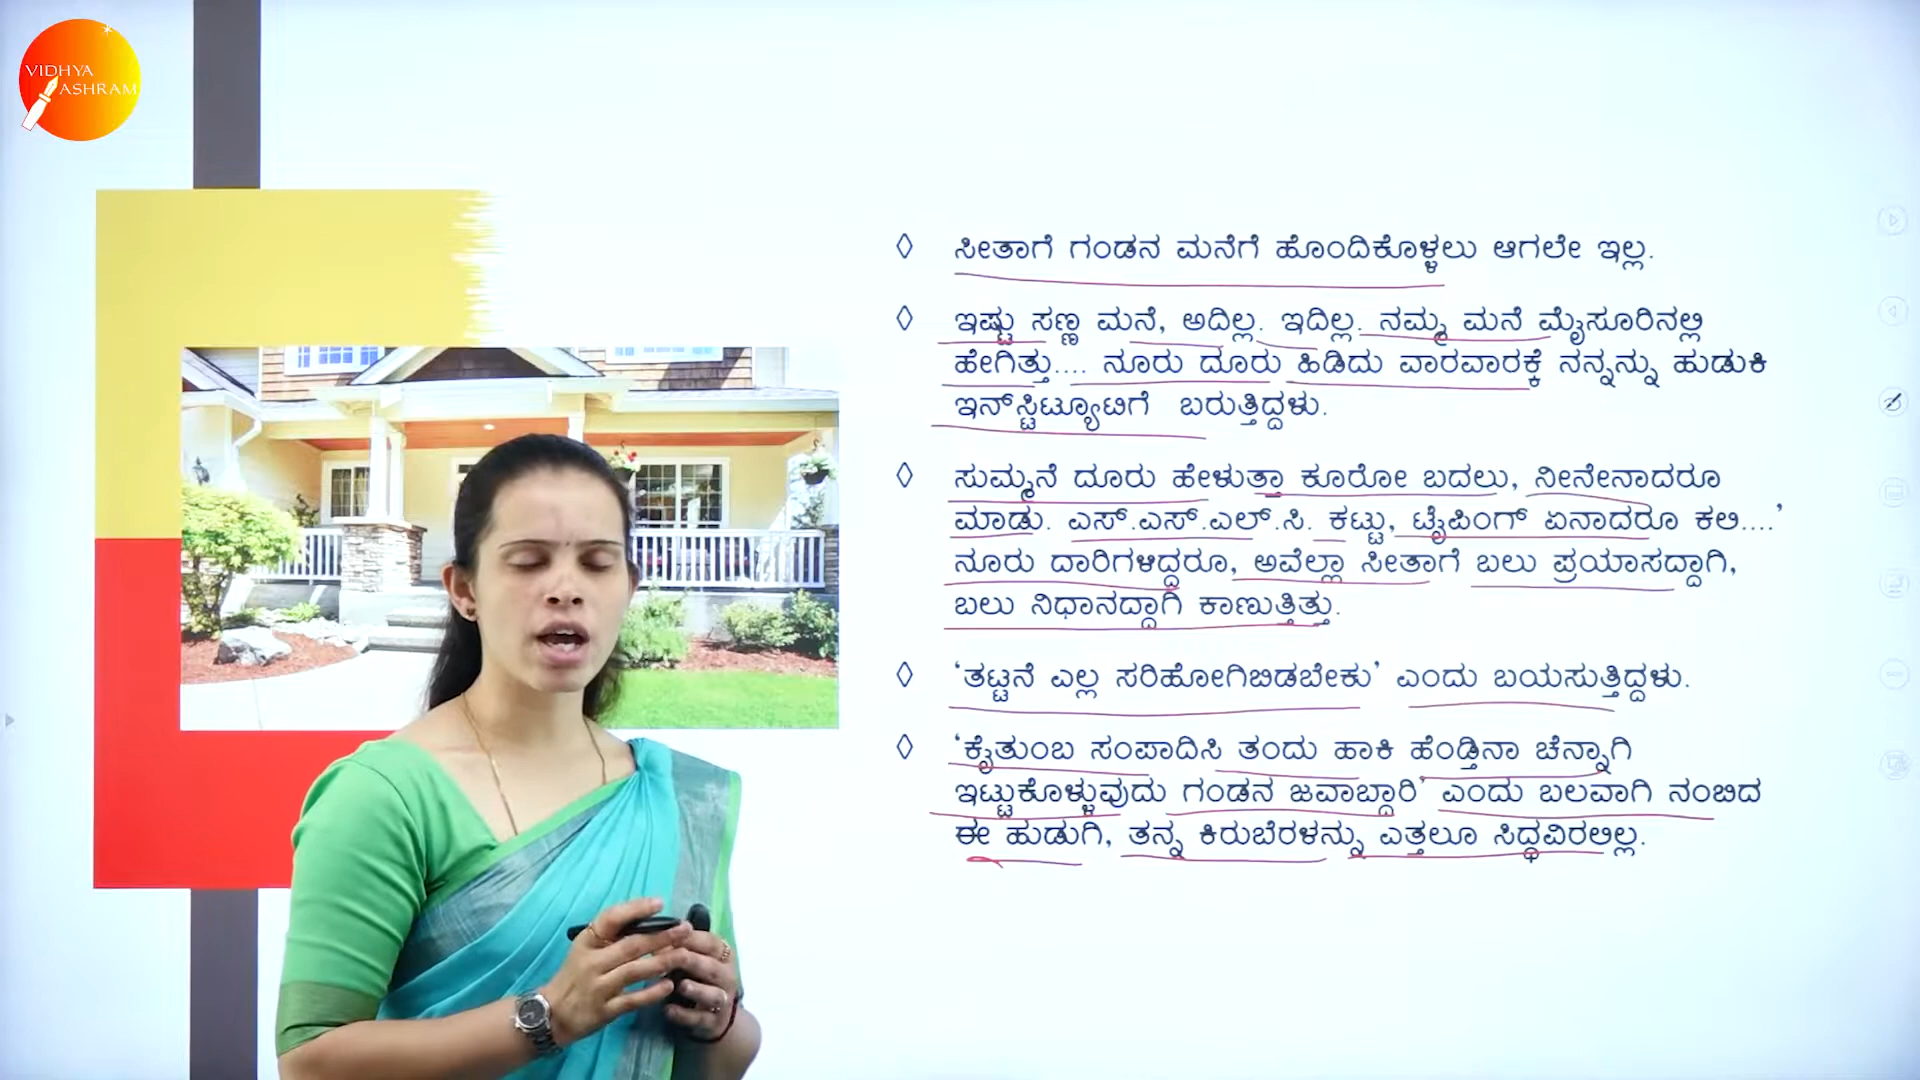 VIDHYA
ASHRAM
ಸೀತಾಗೆ ಗಂಡನ ಮನೆಗೆ ಹೊಂದಿಕೊಳ್ಳಲು ಆಗಲೇ ಇಲ್ಲ.
ಇಷ್ಟು ಸಣ್ಣ ಮನೆ, ಅದಿಲ್ಲ. ಇದಿಲ್ಲ. ನಮ್ಮ ಮನೆ ಮೈಸೂರಿನಲ್ಲಿ
ಹೇಗಿತ್ತು.... ನೂರು ದೂರು ಹಿಡಿದು ವಾರವಾರಕ್ಕೆ ನನ್ನನ್ನು ಹುಡುಕಿ
ಇನ್‌ಸ್ಟಿಟ್ಯೂಟಿಗೆ ಬರುತ್ತಿದ್ದಳು.
ಸುಮ್ಮನೆ ದೂರು ಹೇಳುತ್ತಾ ಕೂರೋ ಬದಲು, ನೀನೇನಾದರೂ
ಮಾಡು. ಎಸ್.ಎಸ್.ಎಲ್.ಸಿ. ಕಟ್ಟು, ಟೈಪಿಂಗ್ ಏನಾದರೂ ಕಲಿ....’
ನೂರು ದಾರಿಗಳಿದ್ದರೂ, ಅವೆಲ್ಲಾ ಸೀತಾಗೆ ಬಲು ಪ್ರಯಾಸದ್ದಾಗಿ,
ಬಲು ನಿಧಾನದ್ದಾಗಿ ಕಾಣುತ್ತಿತ್ತು.
‘ತಟ್ಟನೆ ಎಲ್ಲ ಸರಿಹೋಗಿಬಿಡಬೇಕು’ ಎಂದು ಬಯಸುತ್ತಿದ್ದಳು.
‘ಕೈತುಂಬ ಸಂಪಾದಿಸಿ ತಂದು ಹಾಕಿ ಹೆಂಡ್ತಿನಾ ಚೆನ್ನಾಗಿ
ಇಟ್ಟುಕೊಳ್ಳುವುದು ಗಂಡನ ಜವಾಬ್ದಾರಿ’ ಎಂದು ಬಲವಾಗಿ ನಂಬಿದ
ಈ ಹುಡುಗಿ, ತನ್ನ ಕಿರುಬೆರಳನ್ನು ಎತ್ತಲೂ ಸಿದ್ಧವಿರಲಿಲ್ಲ.